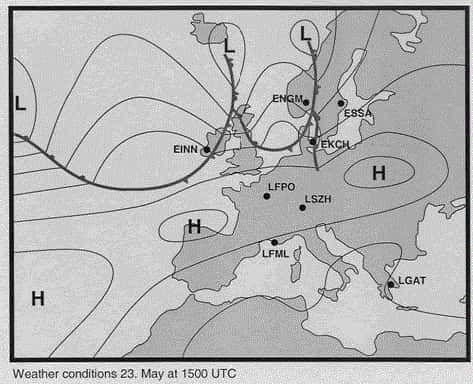 L
L
L
ENGM
ESSA
EINN
EKCH
H
LFPO
LSZH
H
LFML
LGAT
H
Weather conditions 23. May at 1500 UTC